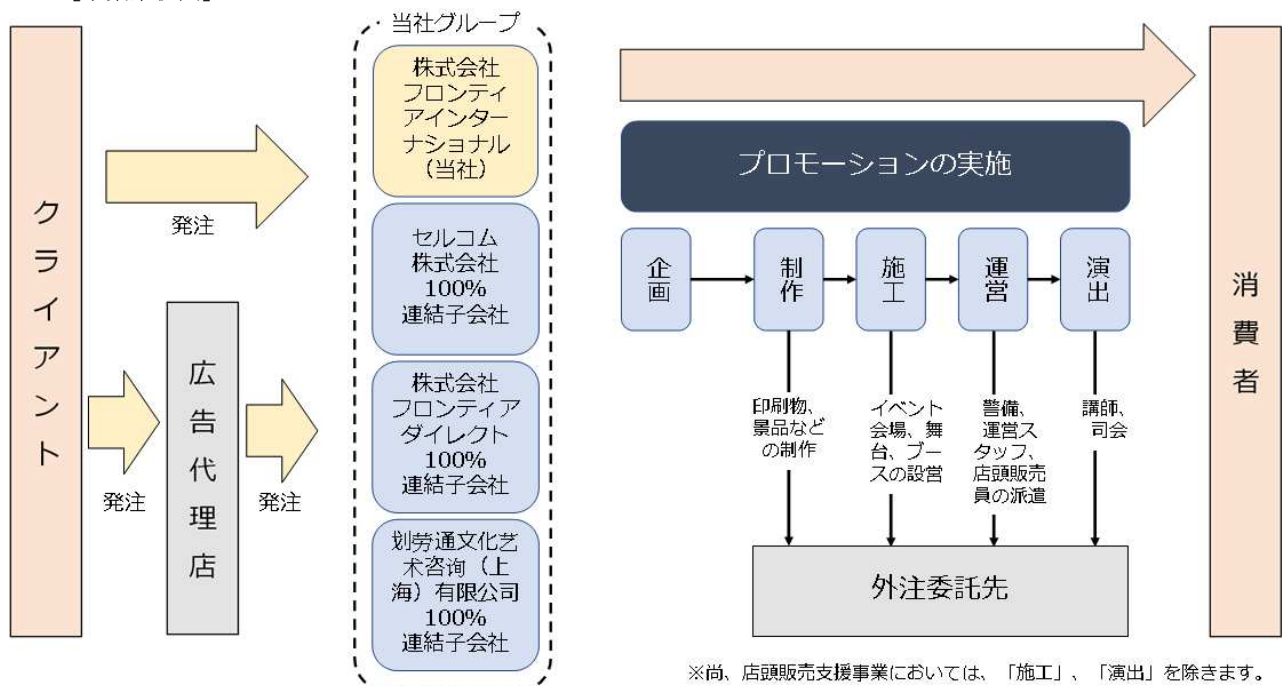 クライアント
発注
発注
広告代理店
発注
当社グループ
株式会社
フロンティ
アインター
ナショナル
(当社)
セルコム
株式会社
100%
連結子会社
株式会社
フロンティア
ダイレクト
100%
連結子会社
划劳通文化艺
术咨询(上
海)有限公司
100%
連結子会社
プロモーションの実施
企画
制作
施工
運営
演出
印刷物、
景品など
の制作
イベント
会場、舞
台、ブー
スの設営
警備、
運営ス
タッフ、
店頭販売
員の派遣
講師、
司会
外注委託先
消費者
※尚、店頭販売支援事業においては、「施工」、「演出」を除きます。